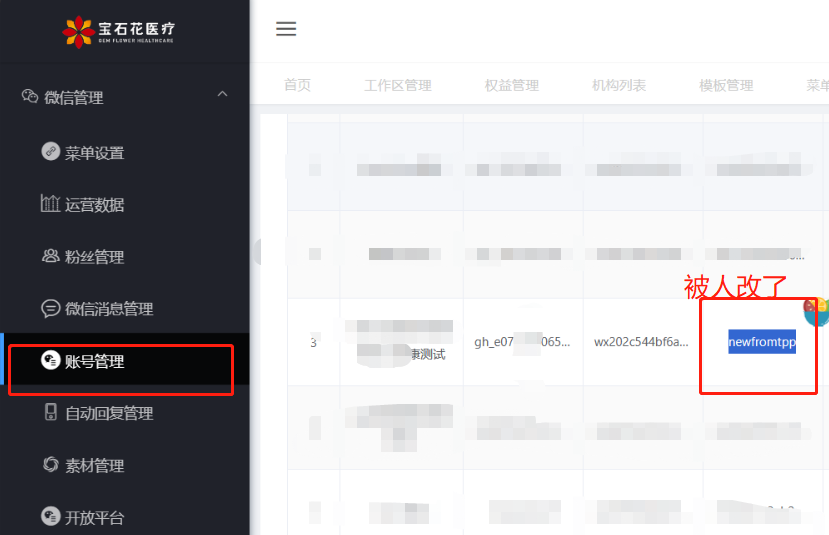 宝石花医疗
GEM FLOWER HEALTHCARE
微信管理
菜单设置
运营数据
粉丝管理
微信消息管理
账号管理
自动回复管理
素材管理
开放平台
首页 工作区管理 权益管理 机构列表 模板管理 菜单
被人改了
3 康测试 gh_e07 065... wx202c544bf6a... newfromtpp